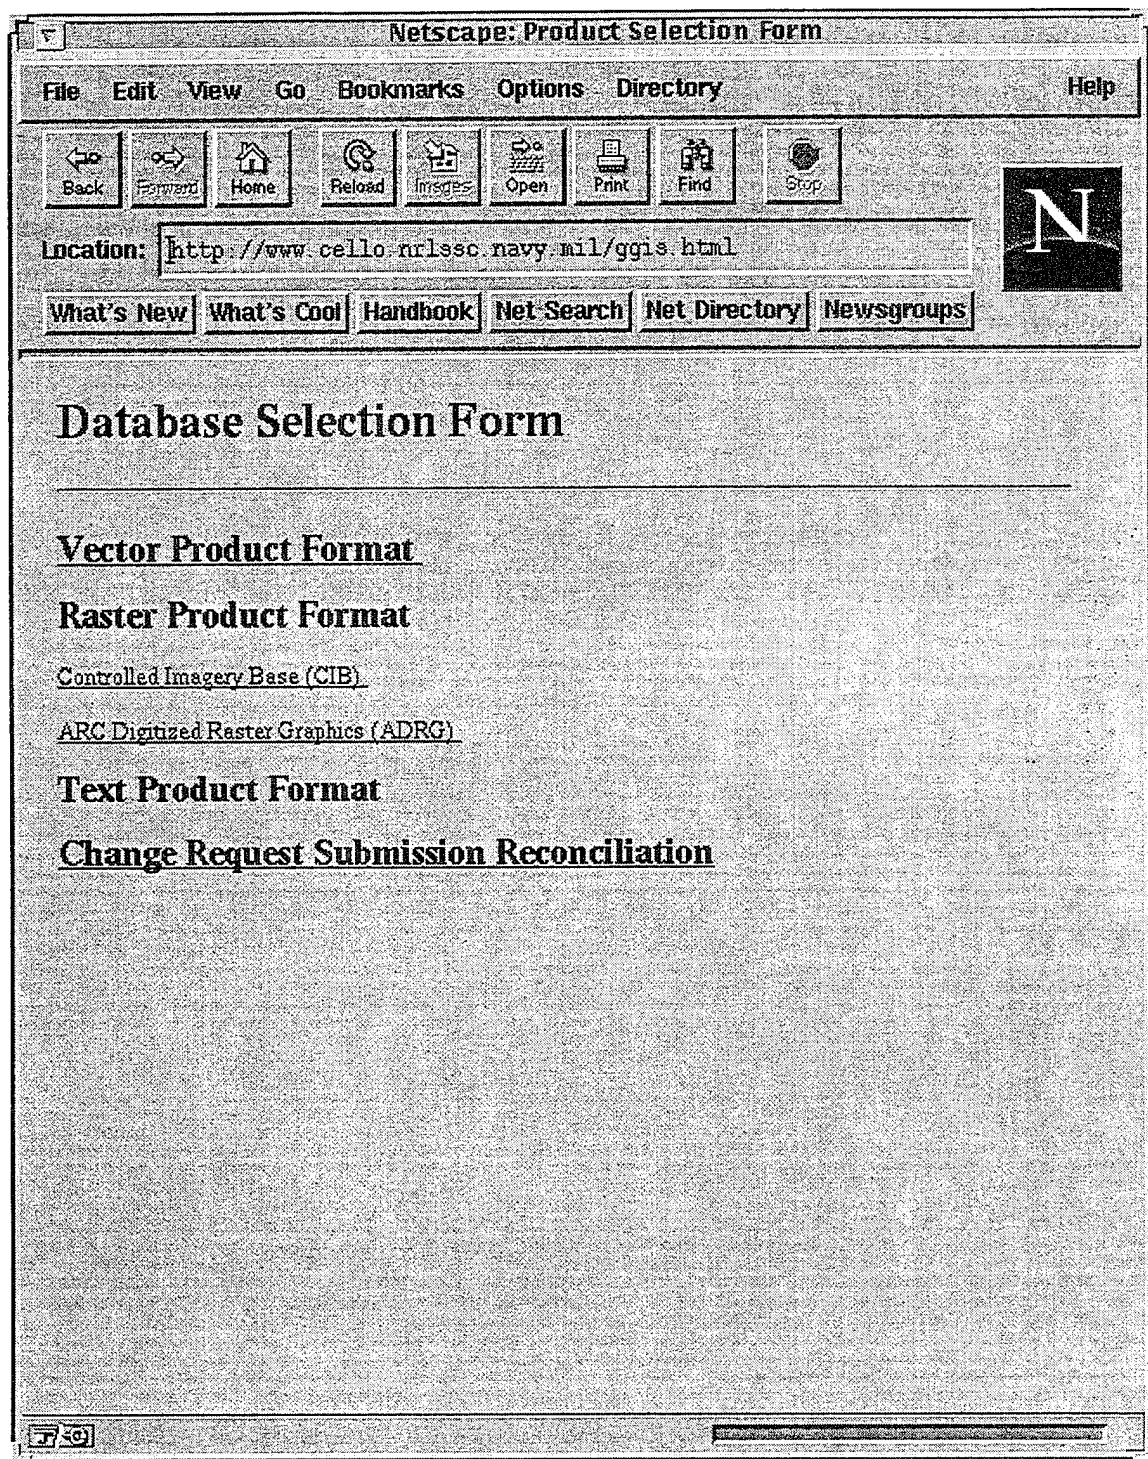 Netscape: Product Selection Form
File Edit View Go Bookmarks Options Directory Help
Back Forward Home Reload Images Open Print Find Stop
N
Location: http://www.cello.nrlssc.navy.mil/ggis.html
What's New What's Cool Handbook Net Search Net Directory Newsgroups
Database Selection Form
Vector Product Format
Raster Product Format
Controlled Imagery Base (CIB)
ARC Digitized Raster Graphics (ADRG)
Text Product Format
Change Request Submission Reconciliation